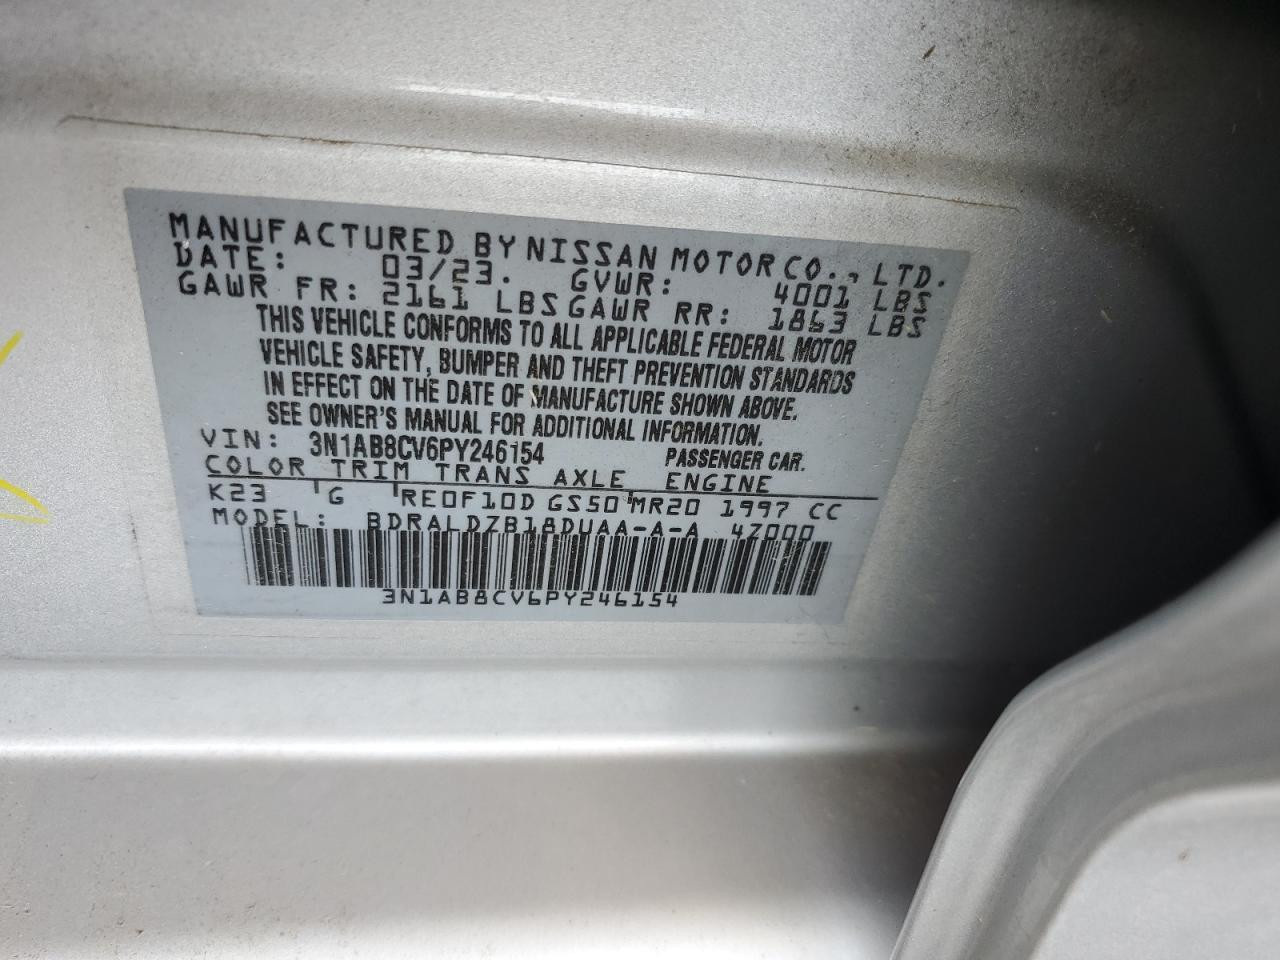 MANUFACTURED BY NISSAN MOTOR CO., LTD.
DATE: 03/23. GVWR: 4001 LBS
GAWR FR: 2161 LBS GAWR RR: 1863 LBS
THIS VEHICLE CONFORMS TO ALL APPLICABLE FEDERAL MOTOR
VEHICLE SAFETY, BUMPER AND THEFT PREVENTION STANDARDS
IN EFFECT ON THE DATE OF MANUFACTURE SHOWN ABOVE.
SEE OWNER'S MANUAL FOR ADDITIONAL INFORMATION.
VIN: 3N1AB8CV6PY246154 PASSENGER CAR.
COLOR TRIM TRANS AXLE ENGINE
K23 G RE0F10D GS50 MR20 1997 CC
MODEL: BDRALDZB18DUAA-A-A 4Z000
3N1AB8CV6PY246154